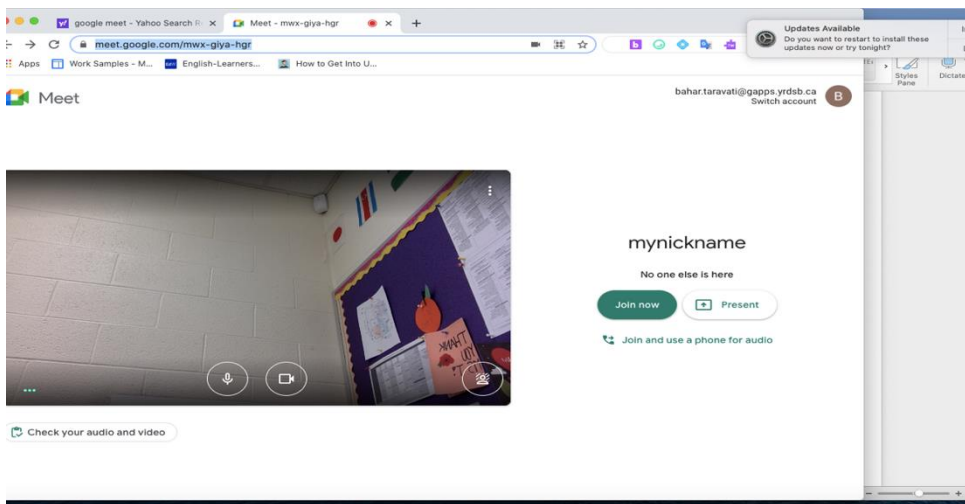 google meet - Yahoo Search R
Meet - mwx-giya-hgr
Updates Available
Do you want to restart to install these
updates now or try tonight?
meet.google.com/mwx-giya-hgr
Apps
Work Samples - M...
English-Learners...
How to Get Into U...
Styles
Pane
Dictate
Meet
bahar.taravati@gapps.yrdsb.ca
Switch account
B
mynickname
No one else is here
Join now
Present
Join and use a phone for audio
THANK
YOU
Check your audio and video